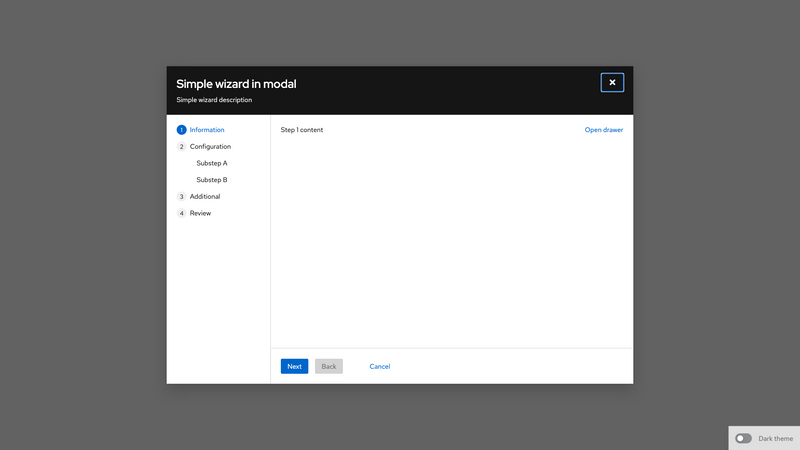 Simple wizard in modal
Simple wizard description
1 Information
2 Configuration
Substep A
Substep B
3 Additional
4 Review
Step 1 content
Open drawer
Next
Back
Cancel
Dark theme